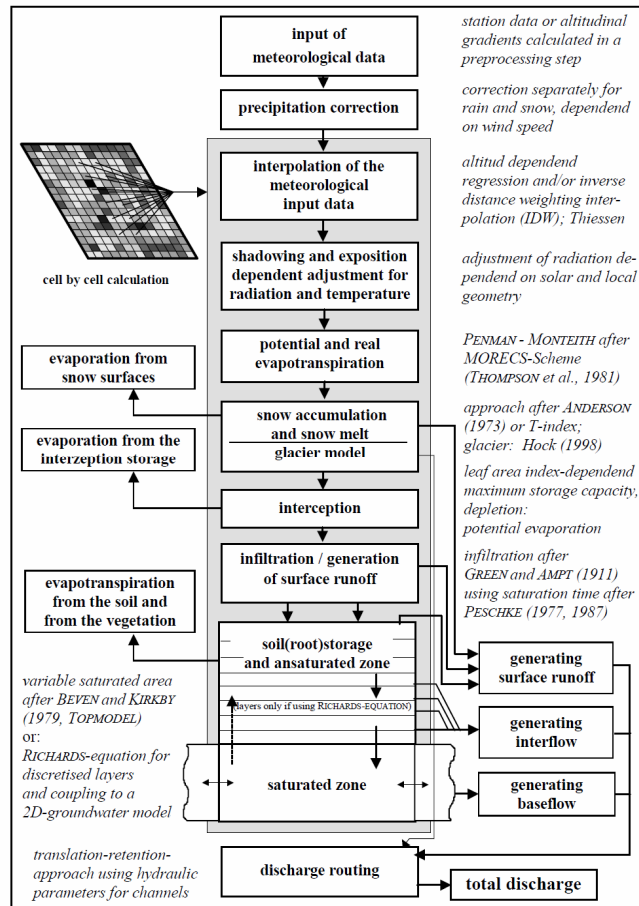 input of
meteorological data
station data or altitudinal
gradients calculated in a
preprocessing step
precipitation correction
correction separately for
rain and snow, dependend
on wind speed
cell by cell calculation
interpolation of the
meteorological
input data
altitud dependend
regression and/or inverse
distance weighting inter-
polation (IDW); Thiessen
shadowing and exposition
dependent adjustment for
radiation and temperature
adjustment of radiation de-
pendend on solar and local
geometry
potential and real
evapotranspiration
PENMAN - MONTEITH after
MORECS-Scheme
(THOMPSON et al., 1981)
evaporation from
snow surfaces
snow accumulation
and snow melt
glacier model
approach after ANDERSON
(1973) or T-index;
glacier: Hock (1998)
evaporation from the
interzeption storage
interception
leaf area index-dependend
maximum storage capacity,
depletion:
potential evaporation
infiltration / generation
of surface runoff
infiltration after
GREEN and AMPT (1911)
using saturation time after
PESCHKE (1977, 1987)
evapotranspiration
from the soil and
from the vegetation
soil(root)storage
and ansaturated zone
(layers only if using RICHARDS-EQUATION)
generating
surface runoff
variable saturated area
after BEVEN and KIRKBY
(1979, TOPMODEL)
or:
RICHARDS-equation for
discretised layers
and coupling to a
2D-groundwater model
generating
interflow
saturated zone
generating
baseflow
translation-retention-
approach using hydraulic
parameters for channels
discharge routing
total discharge